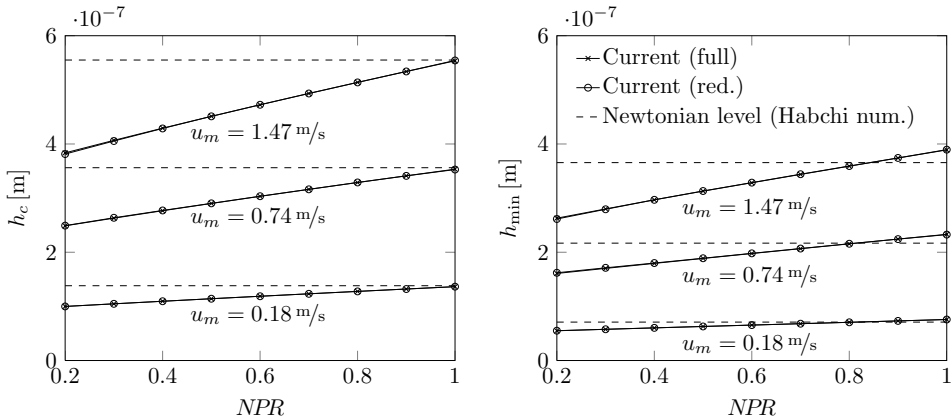 ·10⁻⁷
6
4
2
0
h_c [m]
u_m = 1.47 m/s
u_m = 0.74 m/s
u_m = 0.18 m/s
0.2 0.4 0.6 0.8 1
NPR
·10⁻⁷
6
4
2
0
h_min [m]
Current (full)
Current (red.)
Newtonian level (Habchi num.)
u_m = 1.47 m/s
u_m = 0.74 m/s
u_m = 0.18 m/s
0.2 0.4 0.6 0.8 1
NPR